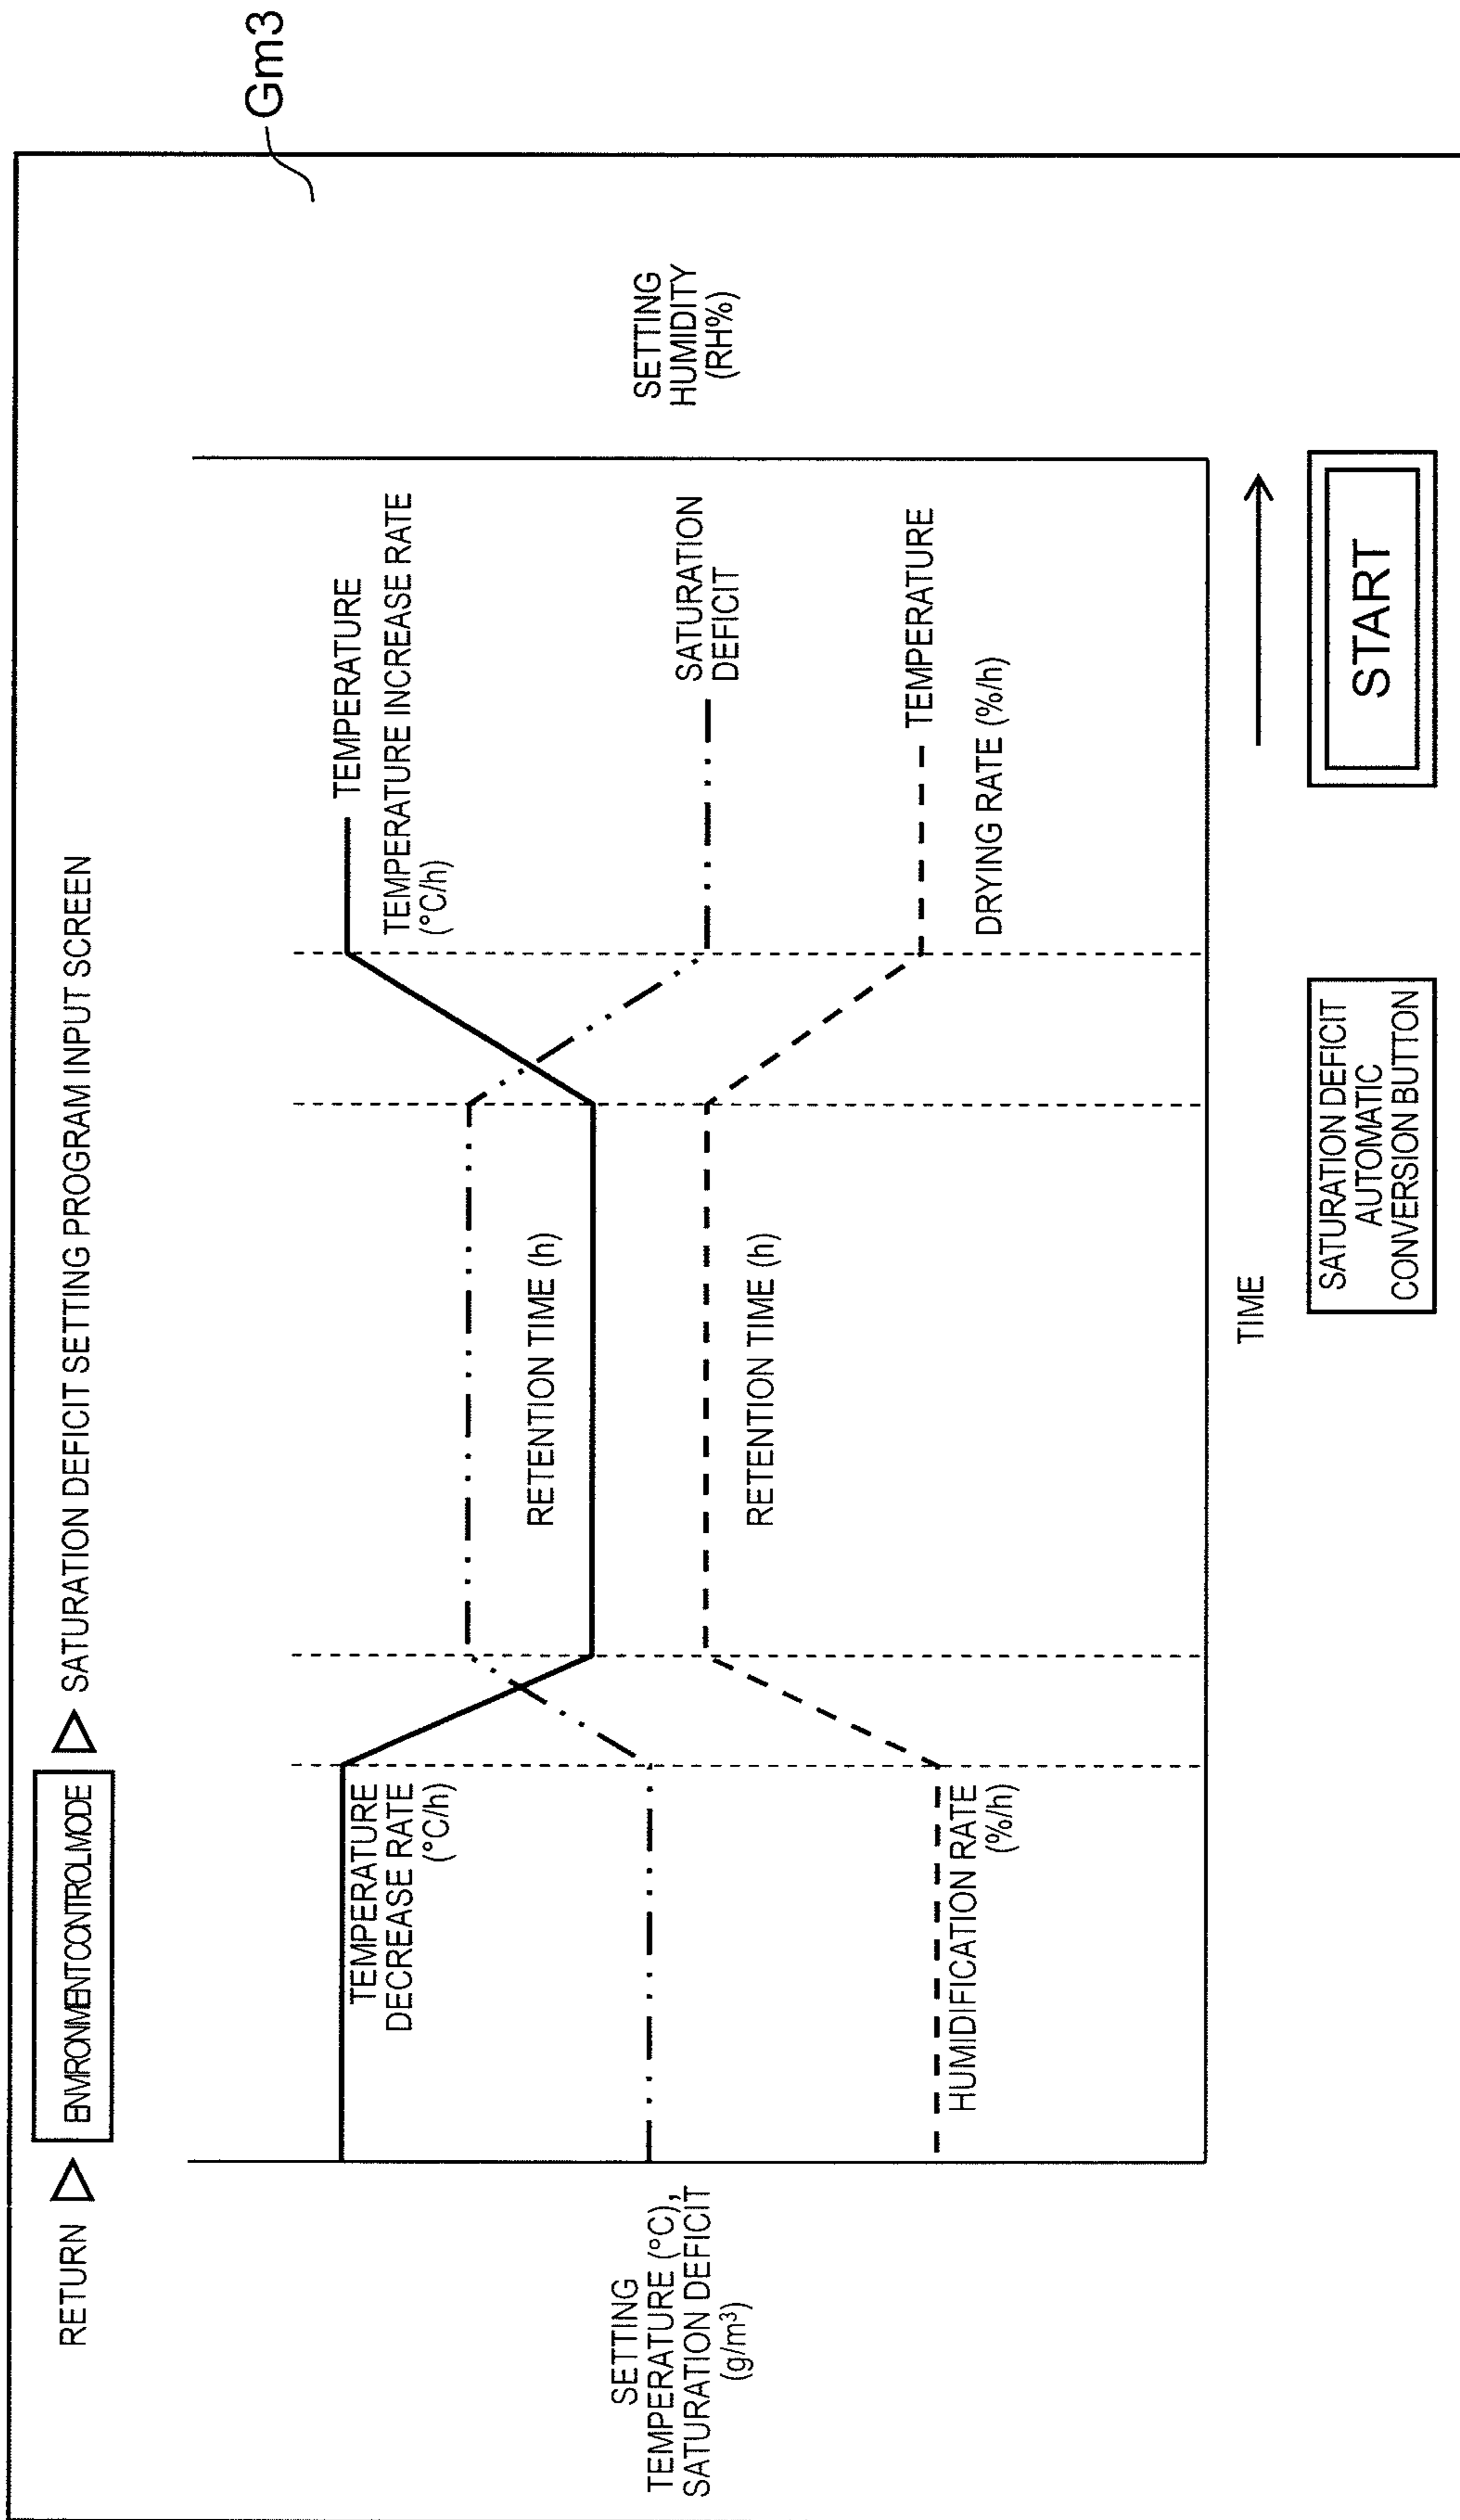 Gm3
RETURN ▷ ENVIRONMENT CONTROL MODE ▷ SATURATION DEFICIT SETTING PROGRAM INPUT SCREEN
SETTING
TEMPERATURE (°C),
SATURATION DEFICIT
(g/m³)
TEMPERATURE
DECREASE RATE
(°C/h)
HUMIDIFICATION RATE
(%/h)
RETENTION TIME (h)
RETENTION TIME (h)
TEMPERATURE
TEMPERATURE INCREASE RATE
(°C/h)
SATURATION
DEFICIT
TEMPERATURE
DRYING RATE (%/h)
SETTING
HUMIDITY
(RH%)
TIME
SATURATION DEFICIT
AUTOMATIC
CONVERSION BUTTON
START